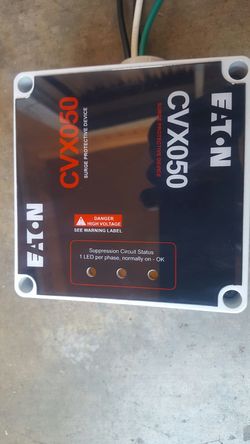 EATON
CVX050
SURGE PROTECTIVE DEVICE
EATON
CVX050
SURGE PROTECTIVE DEVICE
DANGER
HIGH VOLTAGE
SEE WARNING LABEL
Suppression Circuit Status
1 LED per phase, normally on - OK